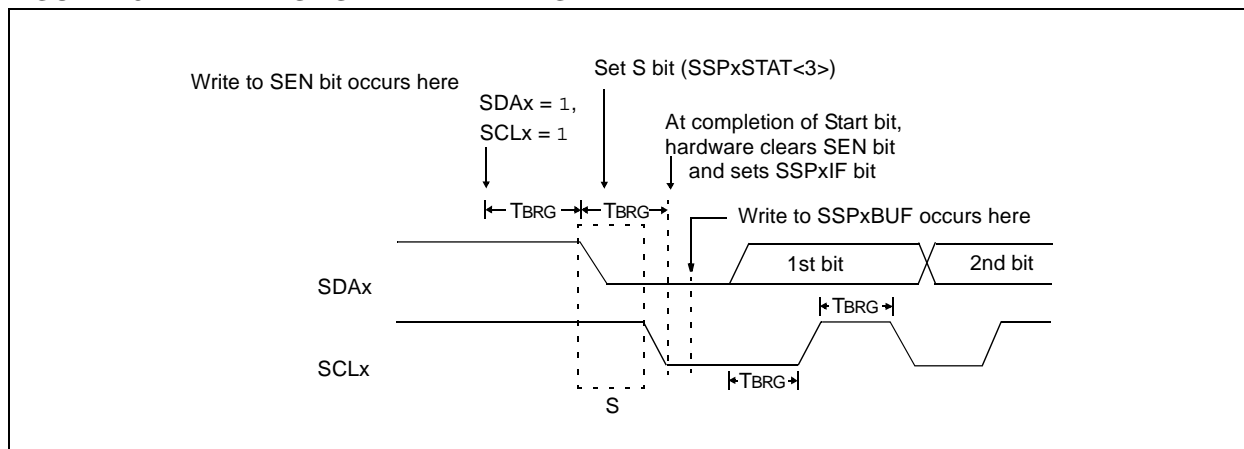 Set S bit (SSPxSTAT<3>)
Write to SEN bit occurs here
SDAx = 1,
SCLx = 1
At completion of Start bit,
hardware clears SEN bit
and sets SSPxIF bit
TBRG
TBRG
Write to SSPxBUF occurs here
1st bit
2nd bit
SDAx
TBRG
SCLx
TBRG
S